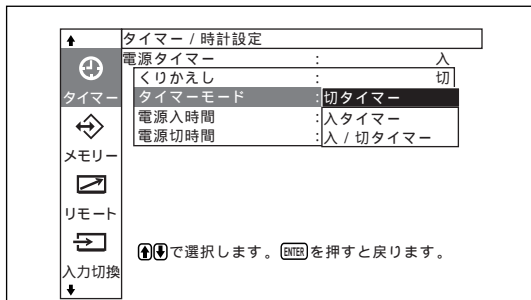 タイマー / 時計設定
電源タイマー : 入
くりかえし : 切
タイマーモード : 切タイマー
電源入時間 : 入タイマー
電源切時間 : 入 / 切タイマー
タイマー
メモリー
リモート
入力切換
で選択します。ENTERを押すと戻ります。